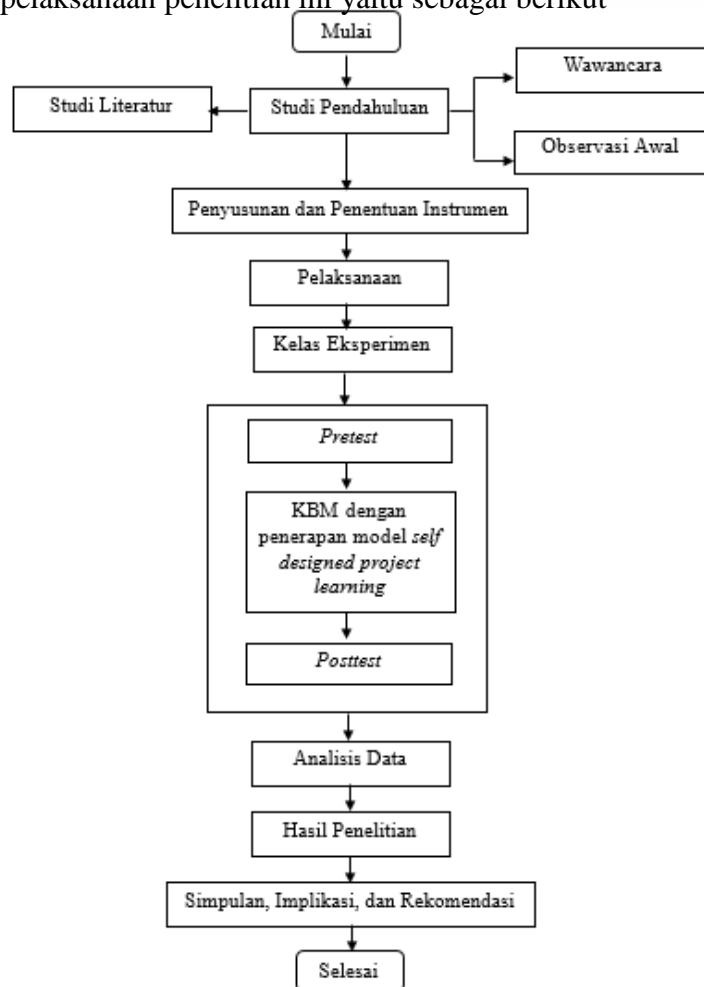 pelaksanaan penelitian ini yaitu sebagai berikut
Mulai
Wawancara
Studi Literatur
Studi Pendahuluan
Observasi Awal
Penyusunan dan Penentuan Instrumen
Pelaksanaan
Kelas Eksperimen
Pretest
KBM dengan
penerapan model self
designed project
learning
Posttest
Analisis Data
Hasil Penelitian
Simpulan, Implikasi, dan Rekomendasi
Selesai